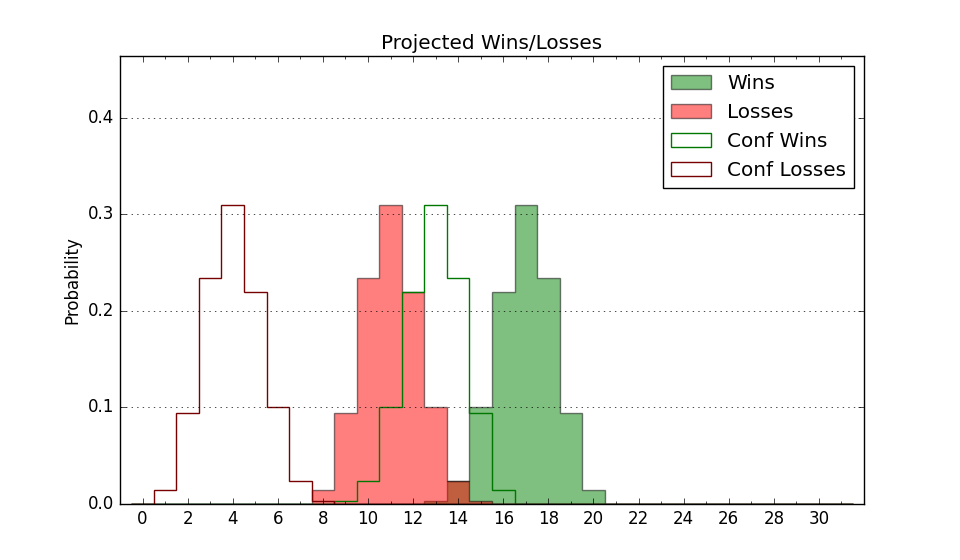 Projected Wins/Losses
Wins
Losses
Conf Wins
Conf Losses
Probability
0.4
0.3
0.2
0.1
0.0
0 2 4 6 8 10 12 14 16 18 20 22 24 26 28 30